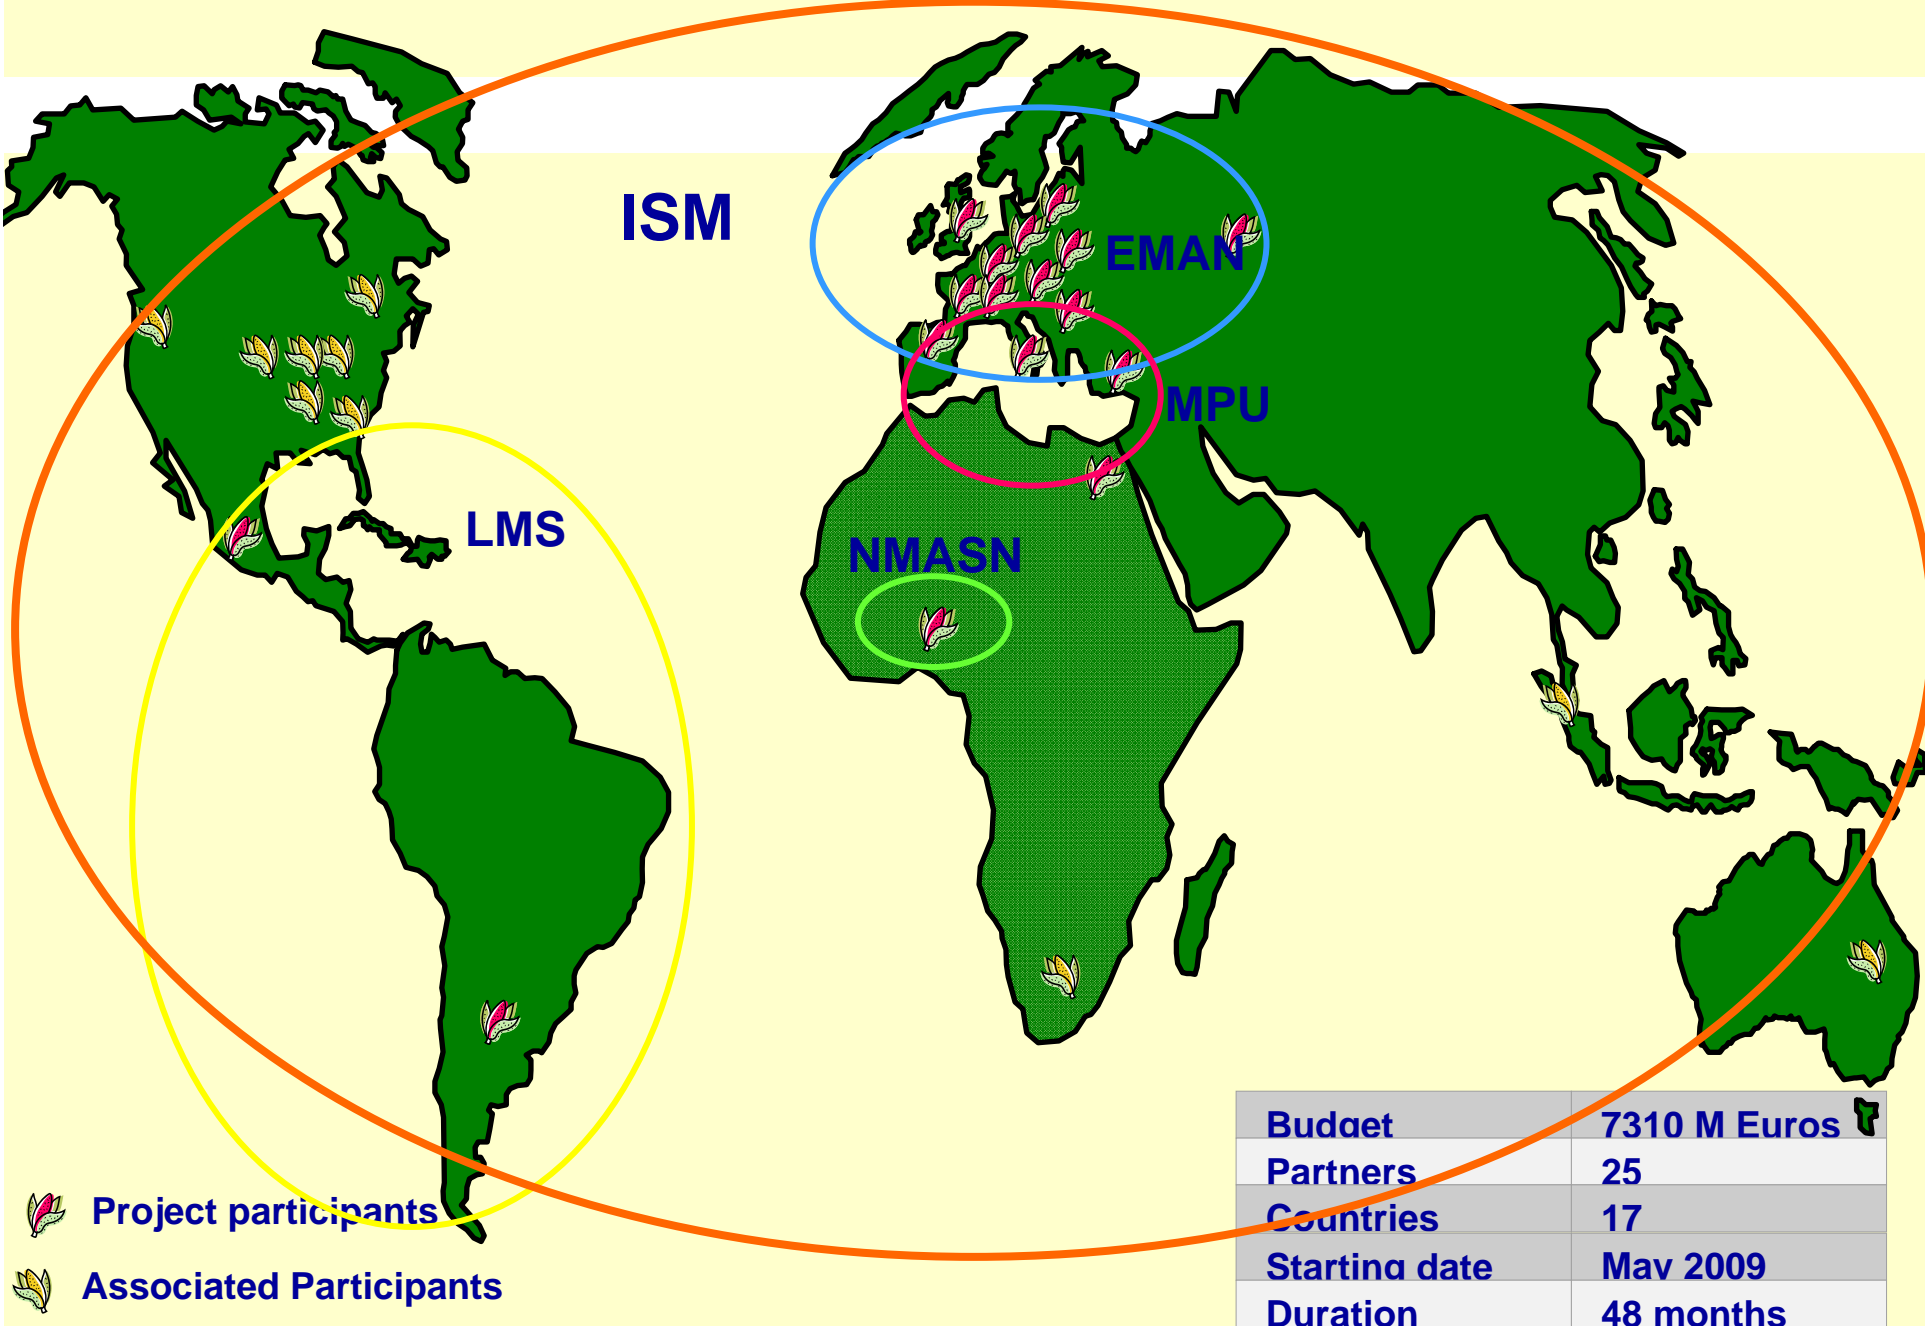 ISM
EMAN
MPU
LMS
NMASN
Budget 7310 M Euros
Partners 25
Countries 17
Starting date May 2009
Duration 48 months
Project participants
Associated Participants